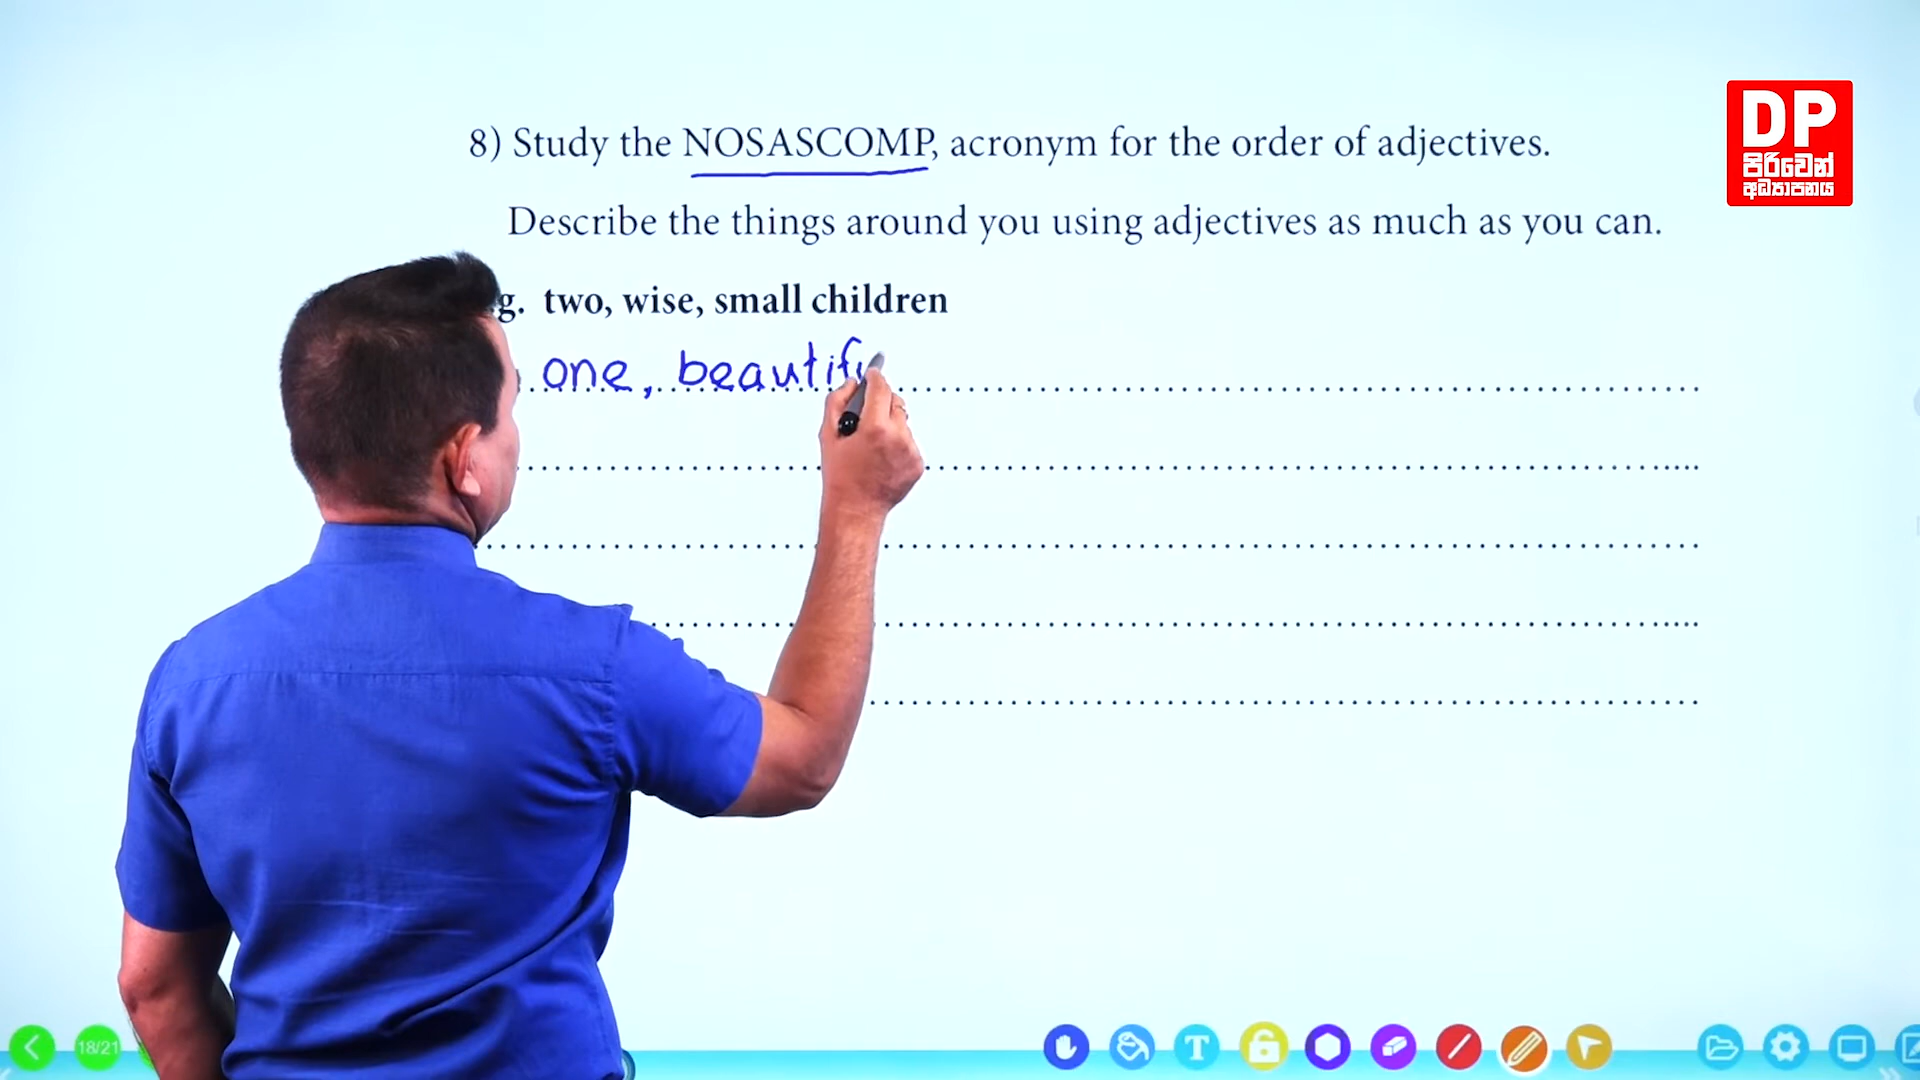 DP
පිරිවෙන්
අධ්‍යාපනය
8) Study the NOSASCOMP, acronym for the order of adjectives.
Describe the things around you using adjectives as much as you can.
g. two, wise, small children
one, beautifu
18/21
T